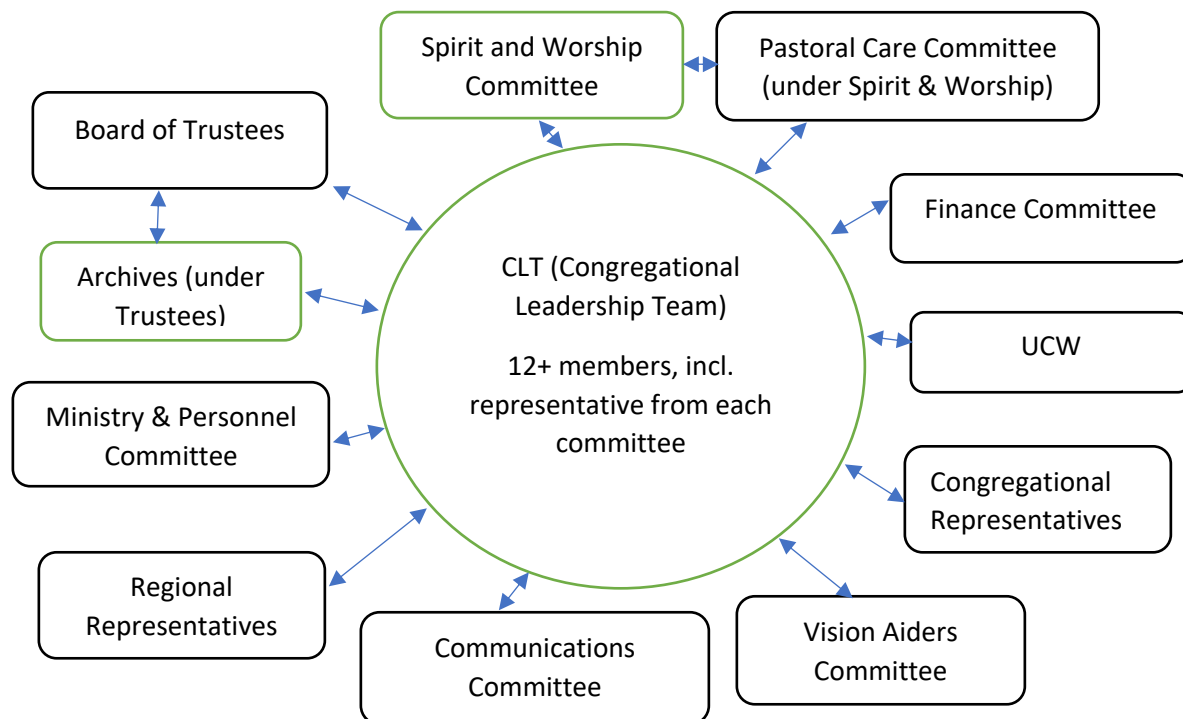 Spirit and Worship
Committee
Pastoral Care Committee
(under Spirit & Worship)
Board of Trustees
Finance Committee
Archives (under
Trustees)
CLT (Congregational
Leadership Team)
12+ members, incl.
representative from each
committee
UCW
Ministry & Personnel
Committee
Congregational
Representatives
Regional
Representatives
Communications
Committee
Vision Aiders
Committee